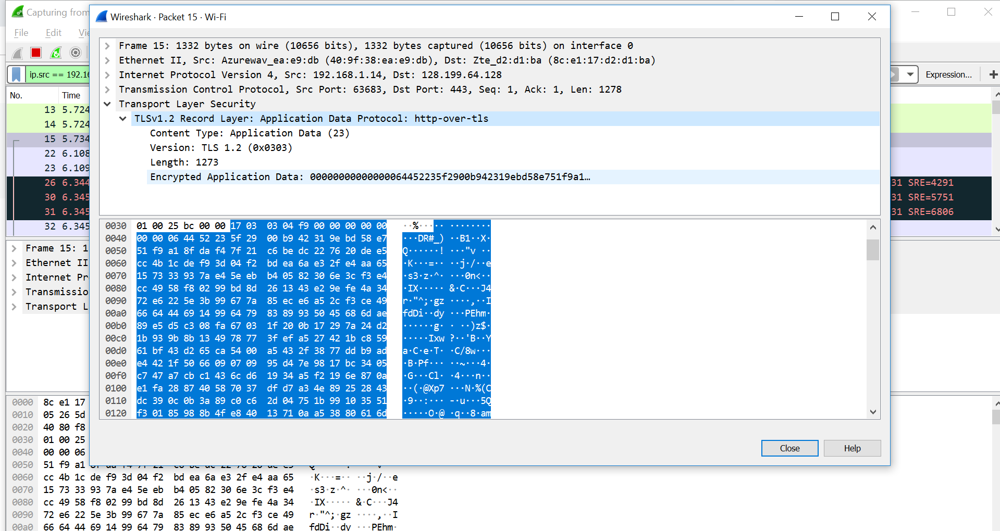 Capturing from
Wireshark · Packet 15 · Wi-Fi
File Edit
ip.src == 192.16
Expression...
No. Time
13 5.724
14 5.724
15 5.734
22 6.108
23 6.109
26 6.344
30 6.345
31 6.345
32 6.345
31 SRE=4291
31 SRE=5751
31 SRE=6806
Frame 15: 1332 bytes on wire (10656 bits), 1332 bytes captured (10656 bits) on interface 0
Ethernet II, Src: Azurewav_ea:e9:db (40:9f:38:ea:e9:db), Dst: Zte_d2:d1:ba (8c:e1:17:d2:d1:ba)
Internet Protocol Version 4, Src: 192.168.1.14, Dst: 128.199.64.128
Transmission Control Protocol, Src Port: 63683, Dst Port: 443, Seq: 1, Ack: 1, Len: 1278
Transport Layer Security
TLSv1.2 Record Layer: Application Data Protocol: http-over-tls
Content Type: Application Data (23)
Version: TLS 1.2 (0x0303)
Length: 1273
Encrypted Application Data: 00000000000000064452235f2900b942319ebd58e751f9a1…
0030 01 00 25 bc 00 00 17 03 03 04 f9 00 00 00 00 00 ··%····· ········
0040 00 00 06 44 52 23 5f 29 00 b9 42 31 9e bd 58 e7 ···DR#_) ··B1··X·
0050 51 f9 a1 8f da f4 7f 21 c6 be dc 22 76 20 de e5 Q······! ···"v ··
0060 cc 4b 1c de f9 3d 04 f2 bd ea 6a e3 2f e4 aa 65 ·K···=·· ··j·/··e
0070 15 73 33 93 7a e4 5e eb b4 05 82 30 6e 3c f3 e4 ·s3·z·^· ···0n<··
0080 cc 49 58 f8 02 99 bd 8d 26 13 43 e2 9e fe 4a 34 ·IX····· &·C···J4
0090 72 e6 22 5e 3b 99 67 7a 85 ec e6 a5 2c f3 ce 49 r·"^;·gz ····,··I
00a0 66 64 44 69 14 99 64 79 83 89 93 50 45 68 6d ae fdDi··dy ···PEhm·
00b0 89 e5 d5 c3 08 fa 67 03 1f 20 0b 17 29 7a 24 d2 ······g· · ··)z$·
00c0 1b 93 9b 8b 13 49 78 77 3f ef a5 27 42 1b c8 59 ·····Ixw ?··'B··Y
00d0 61 bf 43 d2 65 ca 54 00 a5 43 2f 38 77 dd b9 ad a·C·e·T· ·C/8w···
00e0 e4 42 1f 50 66 09 07 09 95 d4 7e 98 17 bc 34 05 ·B·Pf··· ··~···4·
00f0 c7 47 a7 cb c1 43 6c d6 19 34 a5 f2 19 6e 87 0a ·G···Cl· ·4···n··
0100 e1 fa 28 87 40 58 70 37 df d7 a3 4e 89 25 28 43 ··(·@Xp7 ···N·%(C
0110 dc 39 0c 0b 3a 89 c0 c6 2d 04 75 1b 99 10 35 51 ·9··:··· -·u···5Q
0120 f3 01 85 98 8b 4f e8 40 13 71 0a a5 38 80 61 6d ·····O·@ ·q··8·am
Close Help
Frame 15: 1
Ethernet II
Internet Pr
Transmissio
Transport L
0000 8c e1 17
0010 05 26 5d
0020 40 80 f8
0030 01 00 25
0040 00 00 06
0050 51 f9 a1
0060 cc 4b 1c de f9 3d 04 f2 bd ea 6a e3 2f e4 aa 65 ·K···=·· ··j·/··e
0070 15 73 33 93 7a e4 5e eb b4 05 82 30 6e 3c f3 e4 ·s3·z·^· ···0n<··
0080 cc 49 58 f8 02 99 bd 8d 26 13 43 e2 9e fe 4a 34 ·IX····· &·C···J4
0090 72 e6 22 5e 3b 99 67 7a 85 ec e6 a5 2c f3 ce 49 r·"^;·gz ····,··I
00a0 66 64 44 69 14 99 64 79 83 89 93 50 45 68 6d ae fdDi··dy ···PEhm·